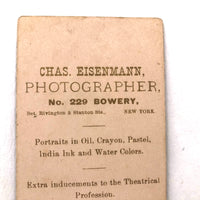 CHAS. EISENMANN,
PHOTOGRAPHER,
No. 229 BOWERY,
Bet. Rivington & Stanton Sts., NEW YORK.
Portraits in Oil, Crayon, Pastel,
India Ink and Water Colors.
Extra inducements to the Theatrical
Profession.